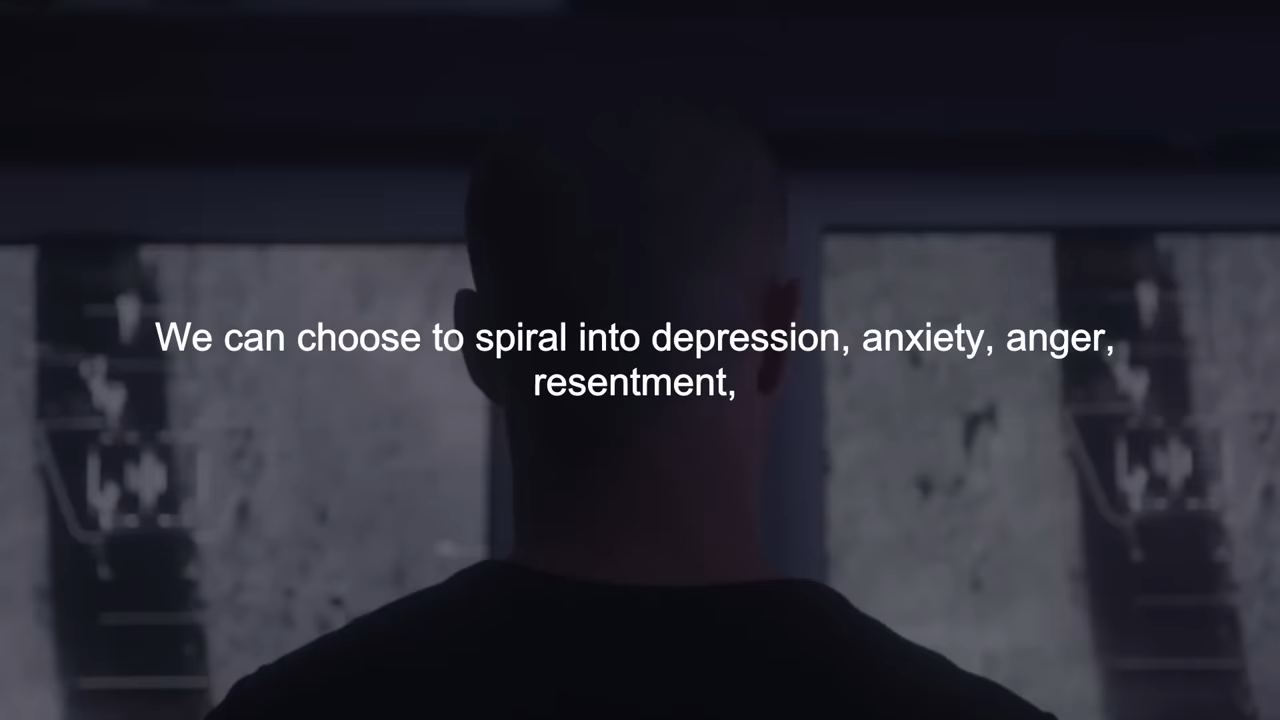 We can choose to spiral into depression, anxiety, anger,
resentment,